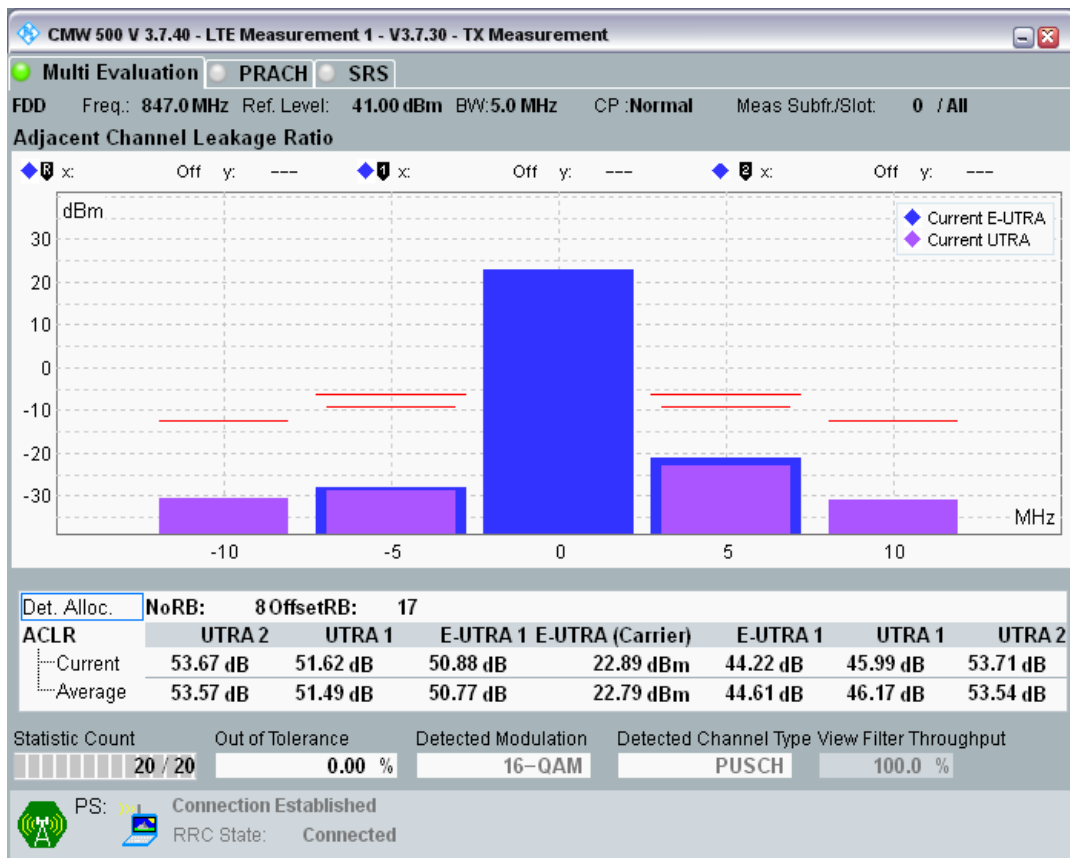 CMW 500 V 3.7.40 - LTE Measurement 1 - V3.7.30 - TX Measurement
Multi Evaluation PRACH SRS
FDD Freq.: 847.0 MHz Ref. Level: 41.00 dBm BW:5.0 MHz CP :Normal Meas Subfr./Slot: 0 / All
Adjacent Channel Leakage Ratio
R x: Off y: --- 1 x: Off y: --- 2 x: Off y: ---
dBm
Current E-UTRA
Current UTRA
30
20
10
0
-10
-20
-30
MHz
-10 -5 0 5 10
Det. Alloc. NoRB: 8 OffsetRB: 17
ACLR UTRA 2 UTRA 1 E-UTRA 1 E-UTRA (Carrier) E-UTRA 1 UTRA 1 UTRA 2
Current 53.67 dB 51.62 dB 50.88 dB 22.89 dBm 44.22 dB 45.99 dB 53.71 dB
Average 53.57 dB 51.49 dB 50.77 dB 22.79 dBm 44.61 dB 46.17 dB 53.54 dB
Statistic Count Out of Tolerance Detected Modulation Detected Channel Type View Filter Throughput
20 / 20 0.00 % 16-QAM PUSCH 100.0 %
PS: Connection Established
RRC State: Connected